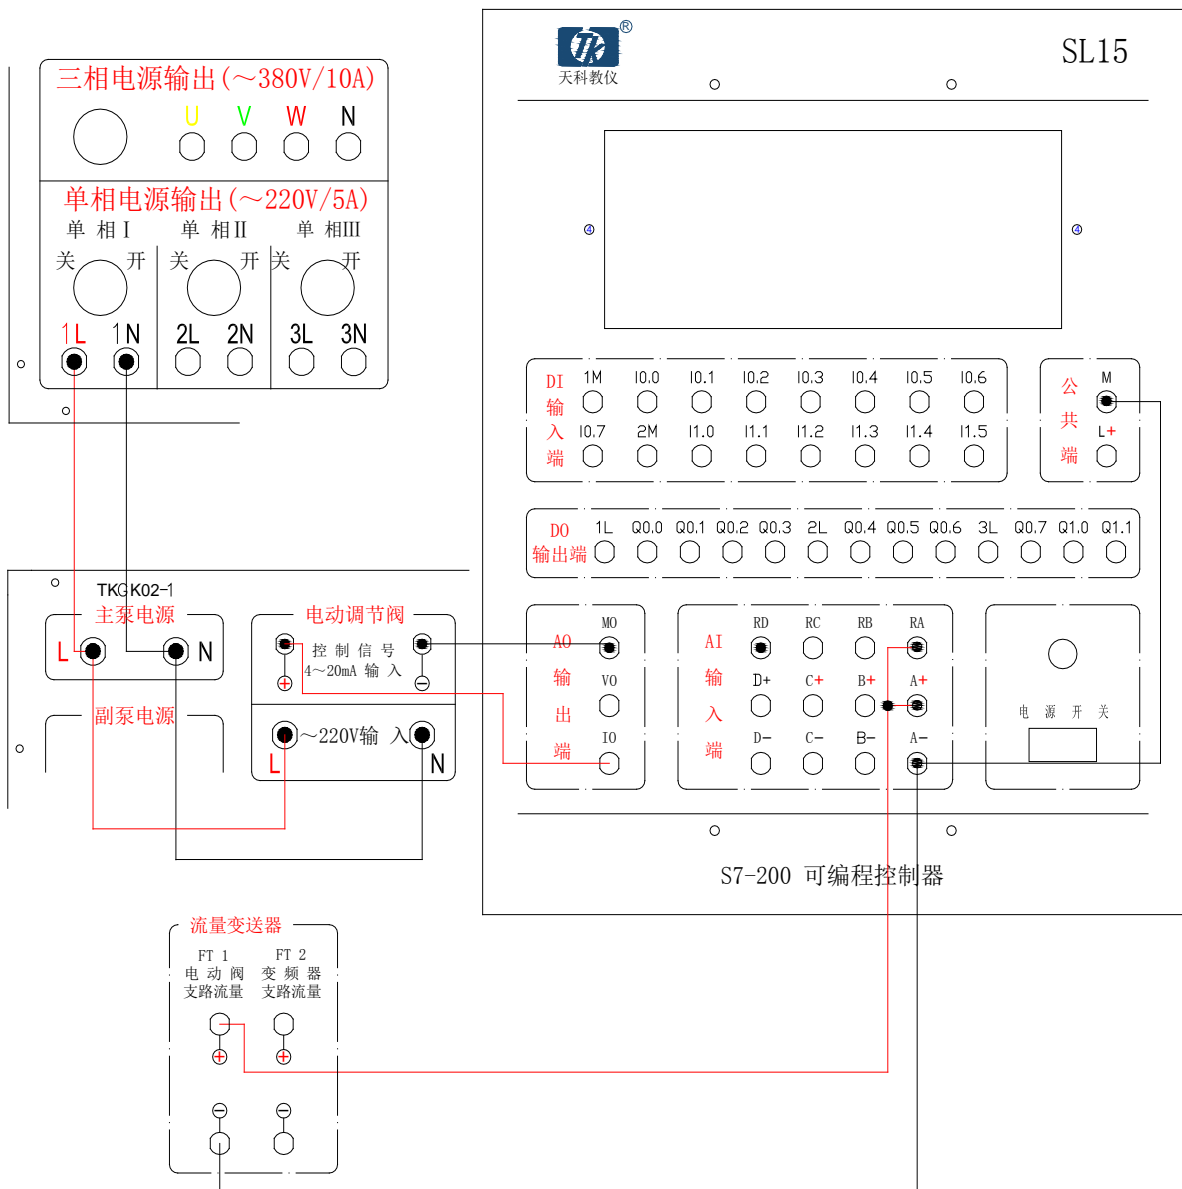 天科教仪
®
SL15
三相电源输出(～380V/10A)
U V W N
单相电源输出(～220V/5A)
单 相 I 单 相 II 单 相 III
关 开 关 开 关 开
1L 1N 2L 2N 3L 3N
④ ④
DI 输 入 端
1M I0.0 I0.1 I0.2 I0.3 I0.4 I0.5 I0.6
I0.7 2M I1.0 I1.1 I1.2 I1.3 I1.4 I1.5
公 共 端
M
L+
DO 输出端
1L Q0.0 Q0.1 Q0.2 Q0.3 2L Q0.4 Q0.5 Q0.6 3L Q0.7 Q1.0 Q1.1
TKGK02-1
主泵电源
L N
副泵电源
电动调节阀
控 制 信 号
4～20mA 输 入
+ −
～220V输 入
L N
AO 输 出 端
MO
VO
IO
AI 输 入 端
RD RC RB RA
D+ C+ B+ A+
D− C− B− A−
电 源 开 关
S7-200 可编程控制器
流量变送器
FT 1 FT 2
电 动 阀 变 频 器
支路流量 支路流量
+ +
− −